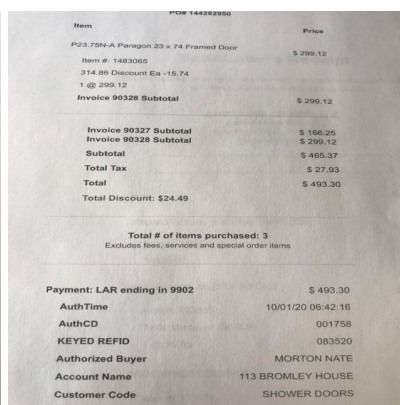 PO# 144282950
Item Price
P23.75N-A Paragon 23 x 74 Framed Door $ 299.12
Item #: 1483065
314.86 Discount Ea -15.74
1 @ 299.12
Invoice 90328 Subtotal $ 299.12
Invoice 90327 Subtotal $ 166.25
Invoice 90328 Subtotal $ 299.12
Subtotal $ 465.37
Total Tax $ 27.93
Total $ 493.30
Total Discount: $24.49
Total # of items purchased: 3
Excludes fees, services and special order items
Payment: LAR ending in 9902 $ 493.30
AuthTime 10/01/20 06:42:16
AuthCD 001758
KEYED REFID 083520
Authorized Buyer MORTON NATE
Account Name 113 BROMLEY HOUSE
Customer Code SHOWER DOORS